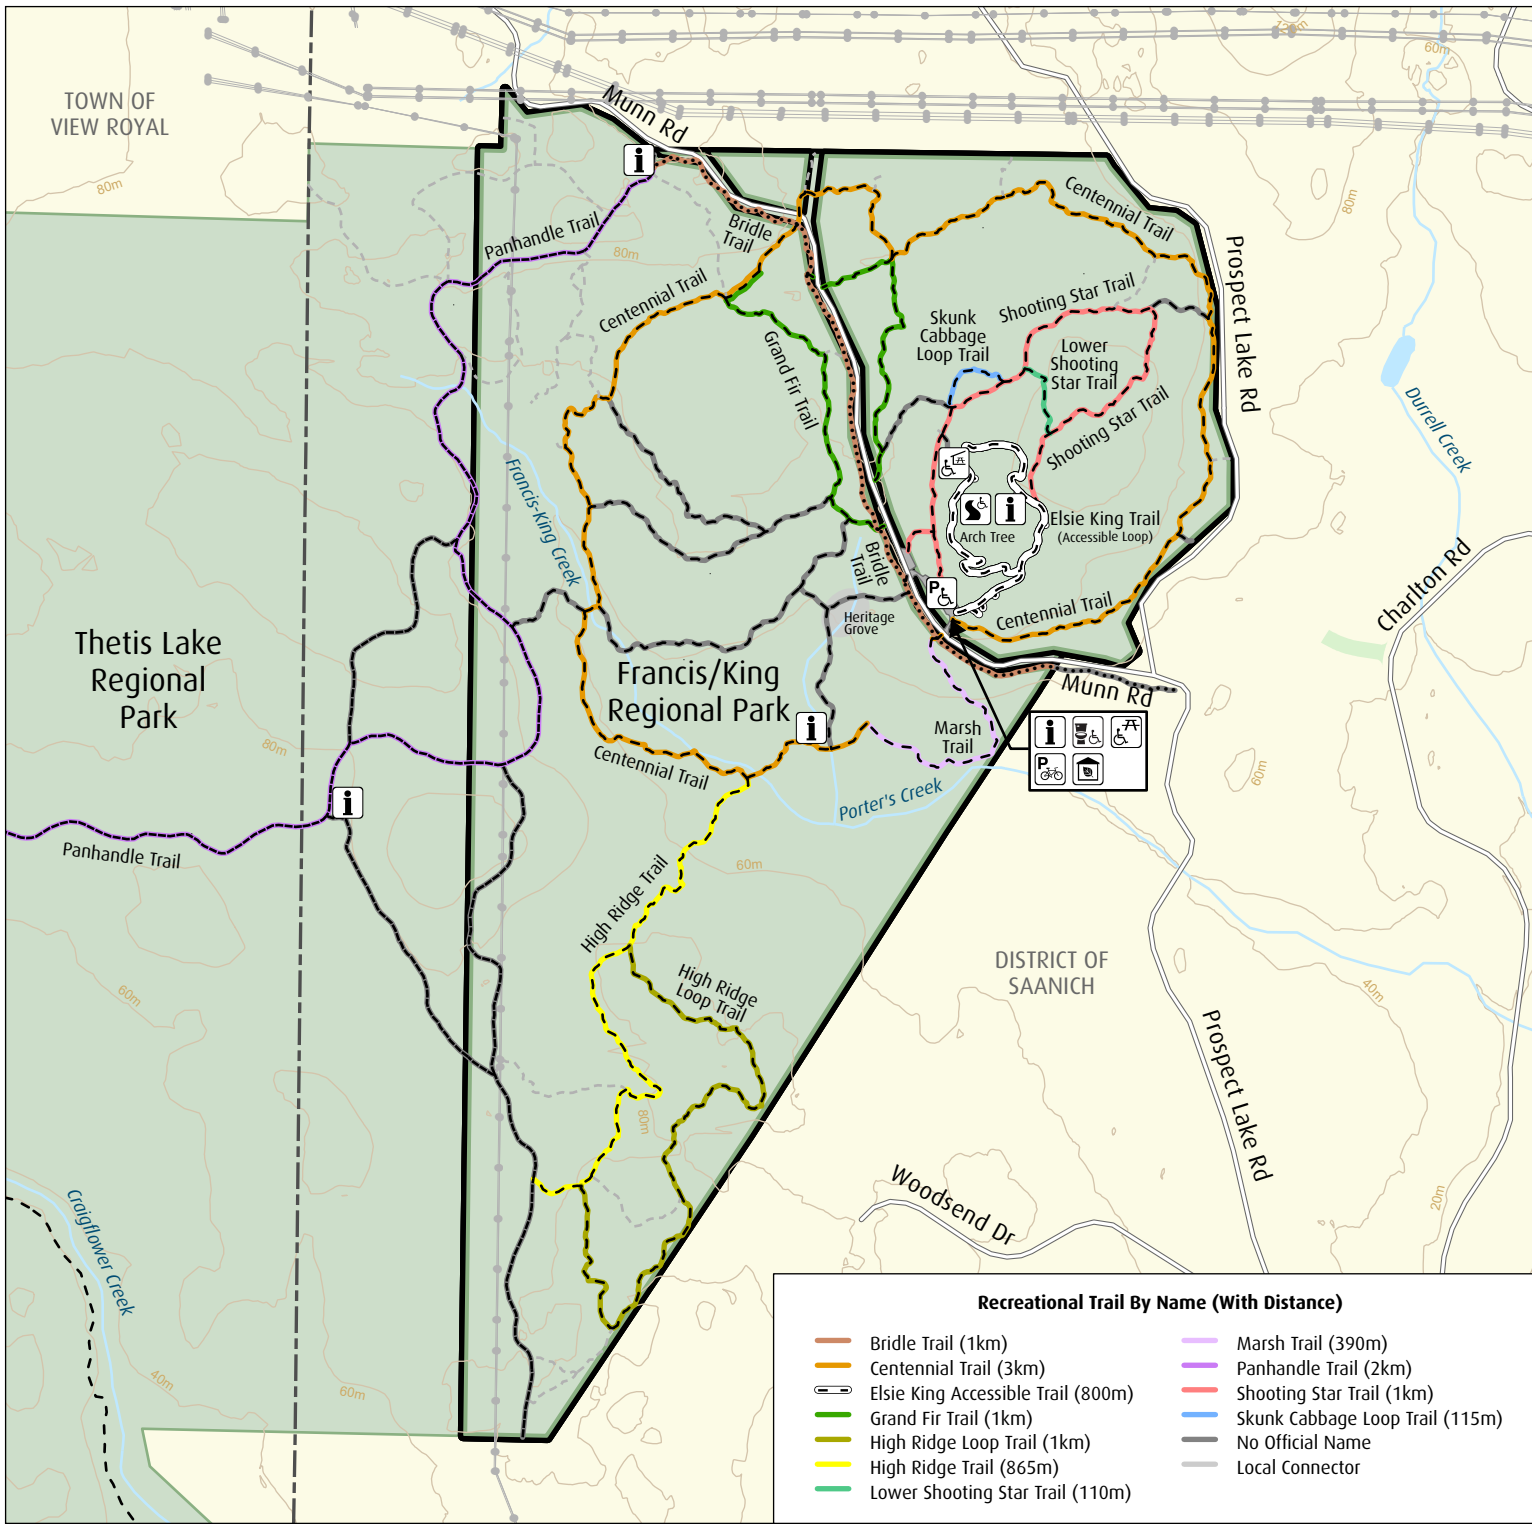 TOWN OF
VIEW ROYAL
Munn Rd
120m
60m
80m
80m
Panhandle Trail
Bridle
Trail
80m
Centennial Trail
Centennial Trail
Prospect Lake Rd
Shooting Star Trail
Skunk
Cabbage
Loop Trail
Lower
Shooting
Star Trail
Grand Fir Trail
Shooting Star Trail
Durrell Creek
Francis-King Creek
Elsie King Trail
(Accessible Loop)
Arch Tree
Bridle
Trail
P
Heritage
Grove
Centennial Trail
Charlton Rd
Thetis Lake
Regional
Park
Francis/King
Regional Park
Munn Rd
Marsh
Trail
P
Centennial Trail
Porter's Creek
80m
60m
60m
Panhandle Trail
High Ridge Trail
High Ridge
Loop Trail
DISTRICT OF
SAANICH
60m
40m
80m
Prospect Lake Rd
Woodsend Dr
20m
Craigflower Creek
40m
60m
Recreational Trail By Name (With Distance)
Bridle Trail (1km)
Centennial Trail (3km)
Elsie King Accessible Trail (800m)
Grand Fir Trail (1km)
High Ridge Loop Trail (1km)
High Ridge Trail (865m)
Lower Shooting Star Trail (110m)
Marsh Trail (390m)
Panhandle Trail (2km)
Shooting Star Trail (1km)
Skunk Cabbage Loop Trail (115m)
No Official Name
Local Connector